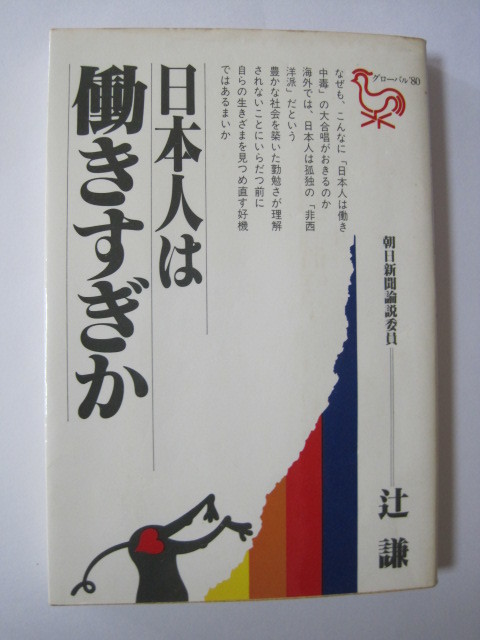 グローバル'80
なぜも、こんなに「日本人は働き
中毒」の大合唱がおきるのか
海外では、日本人は孤独の「非西
洋派」だという
豊かな社会を築いた勤勉さが理解
されないことにいらだつ前に
自らの生きざまを見つめ直す好機
ではあるまいか
日本人は
働きすぎか
朝日新聞論説委員
辻謙